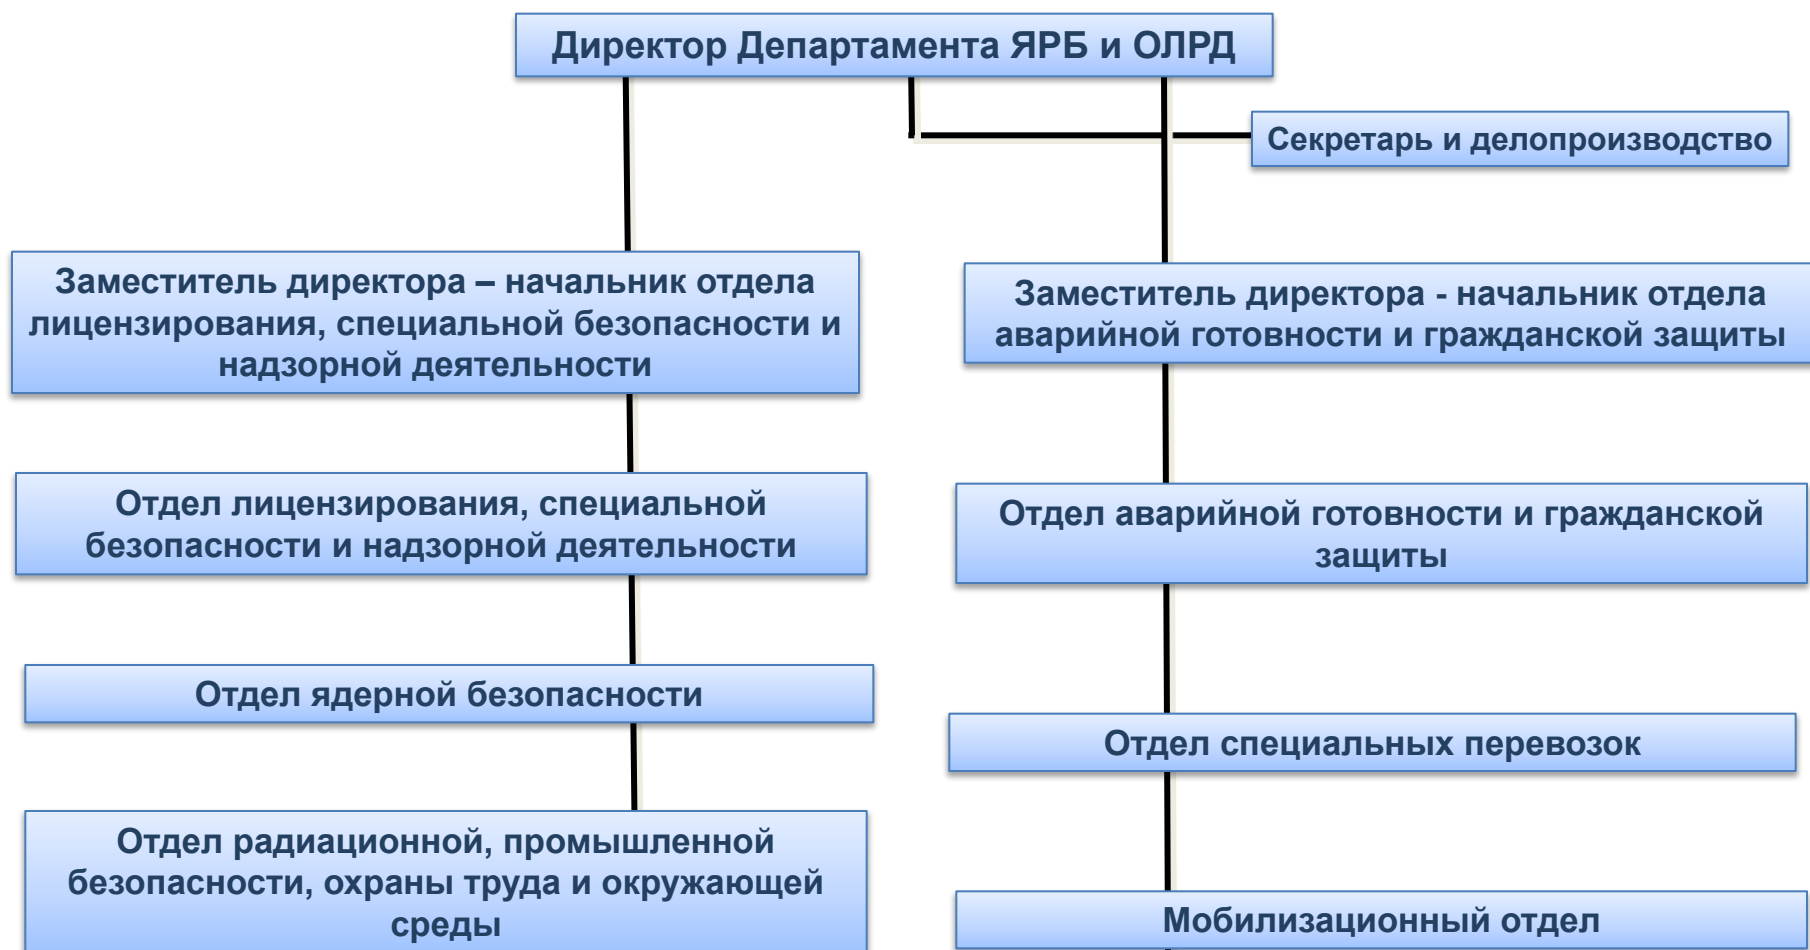 Директор Департамента ЯРБ и ОЛРД
Секретарь и делопроизводство
Заместитель директора – начальник отдела
лицензирования, специальной безопасности и
надзорной деятельности
Заместитель директора - начальник отдела
аварийной готовности и гражданской защиты
Отдел лицензирования, специальной
безопасности и надзорной деятельности
Отдел аварийной готовности и гражданской
защиты
Отдел ядерной безопасности
Отдел специальных перевозок
Отдел радиационной, промышленной
безопасности, охраны труда и окружающей
среды
Мобилизационный отдел